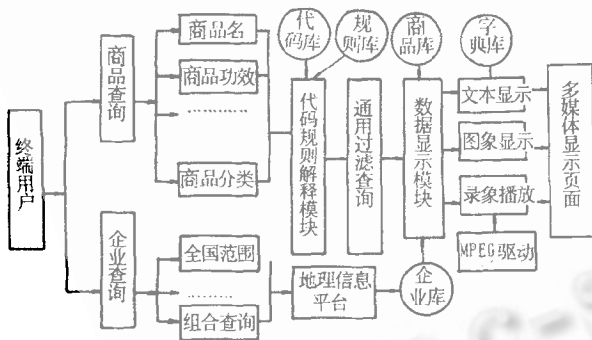 终端用户
商品查询
企业查询
商品名
商品功效
…………
商品分类
全国范围
………
组合查询
代码库
规则库
代码规则解释模块
通用过滤查询
地理信息
平台
商品库
字典库
数据显示模块
企业库
文本显示
图象显示
录象播放
MPEG驱动
多媒体显示页面